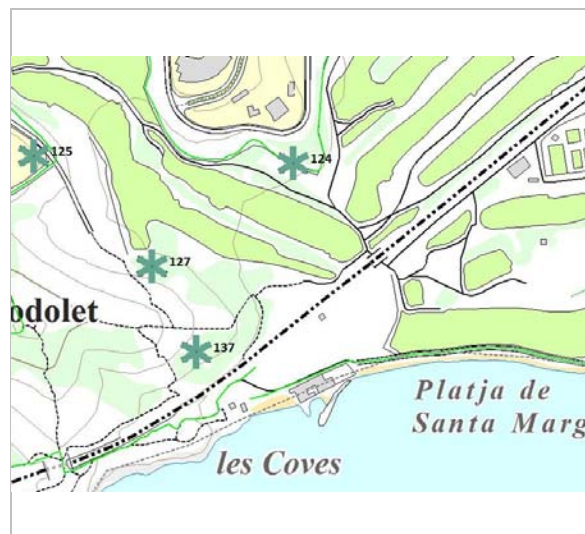 125
124
127
odolet
137
Platja de
Santa Marg
les Coves